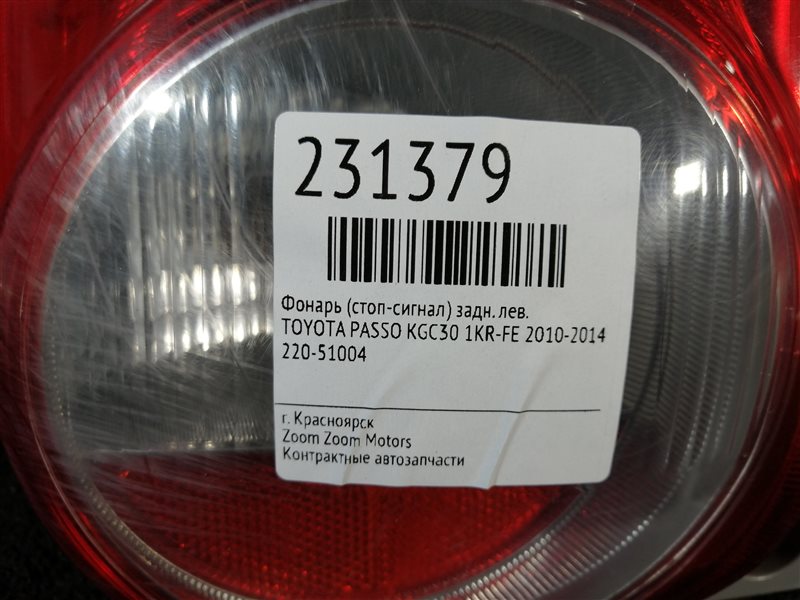 231379
Фонарь (стоп-сигнал) задн. лев.
TOYOTA PASSO KGC30 1KR-FE 2010-2014
220-51004
г. Красноярск
Zoom Zoom Motors
Контрактные автозапчасти